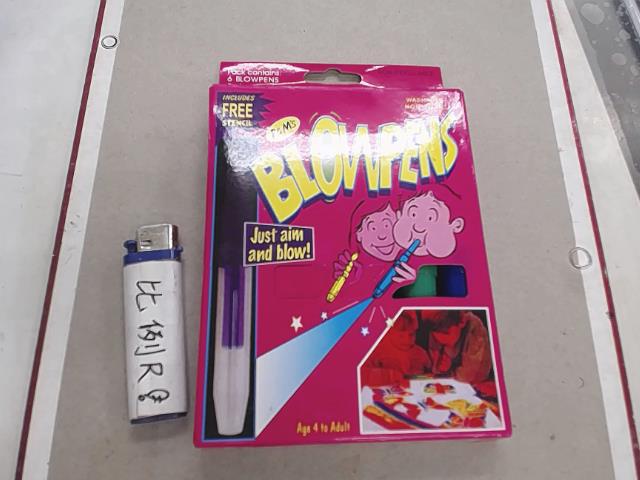 Pack contains
6 BLOWPENS
INCLUDES
FREE
STENCIL
P&M's
BLOWPENS
Just aim
and blow!
Age 4 to Adult
比例尺